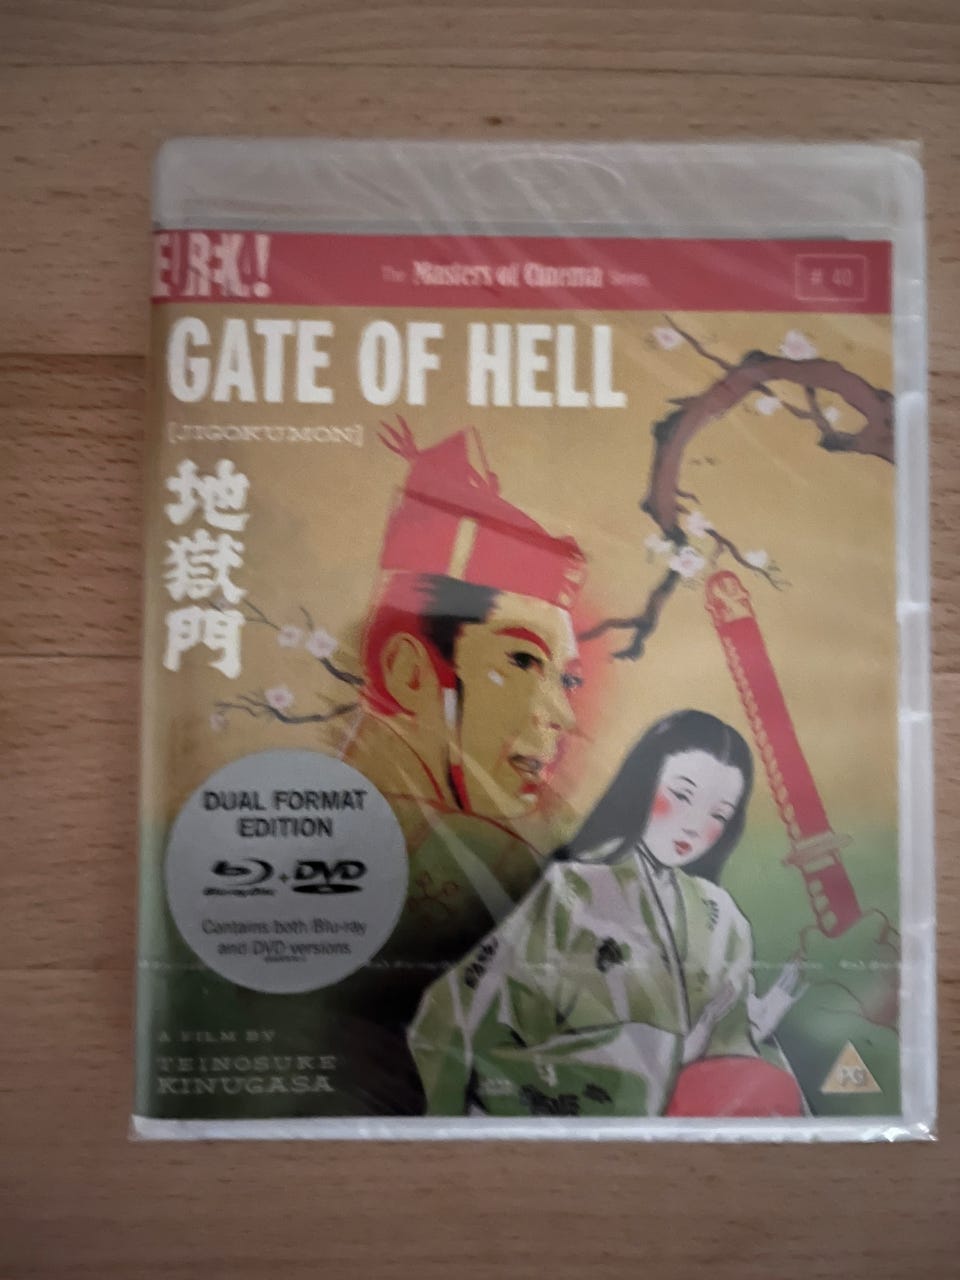 EUREKA!
The Masters of Cinema Series
# 40
GATE OF HELL
[JIGOKUMON]
地
獄
門
DUAL FORMAT
EDITION
Blu-ray Disc + DVD
Contains both Blu-ray
and DVD versions
A FILM BY
TEINOSUKE
KINUGASA
PG